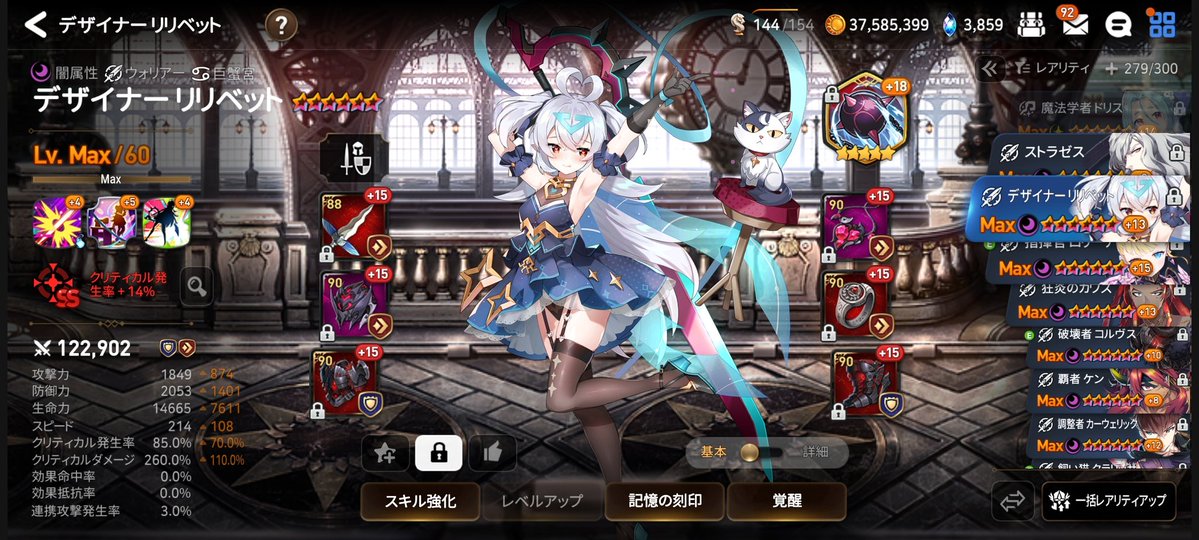 デザイナーリリベット
?
144/154
37,585,399
3,859
92
闇属性 ウォリアー 巨蟹宮
デザイナーリリベット
Lv. Max/60
Max
+4
+5
+4
SS
クリティカル発
生率+14%
122,902
攻撃力 1849 874
防御力 2053 1401
生命力 14665 7611
スピード 214 108
クリティカル発生率 85.0% 70.0%
クリティカルダメージ 260.0% 110.0%
効果命中率 0.0%
効果抵抗率 0.0%
連携攻撃発生率 3.0%
88 +15
90 +15
90 +15
+18
90 +15
90 +15
90 +15
基本
詳細
スキル強化
レベルアップ
記憶の刻印
覚醒
レアリティ
279/300
魔法学者ドリス
ストラゼス
デザイナーリリベット
Max +13
Max +15
狂炎のカワス
Max +13
破壊者 コルヴス
Max +10
覇者 ケン
Max +8
調整者 カーウェリック
Max +12
一括レアリティアップ